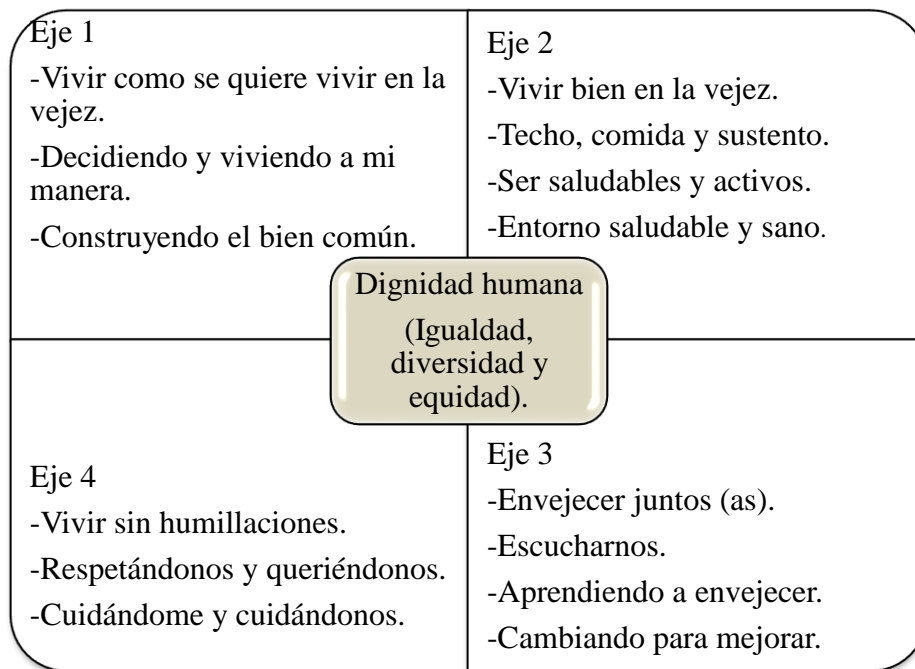 Eje 1
-Vivir como se quiere vivir en la
vejez.
-Decidiendo y viviendo a mi
manera.
-Construyendo el bien común.
Eje 2
-Vivir bien en la vejez.
-Techo, comida y sustento.
-Ser saludables y activos.
-Entorno saludable y sano.
Dignidad humana
(Igualdad,
diversidad y
equidad).
Eje 4
-Vivir sin humillaciones.
-Respetándonos y queriéndonos.
-Cuidándome y cuidándonos.
Eje 3
-Envejecer juntos (as).
-Escucharnos.
-Aprendiendo a envejecer.
-Cambiando para mejorar.